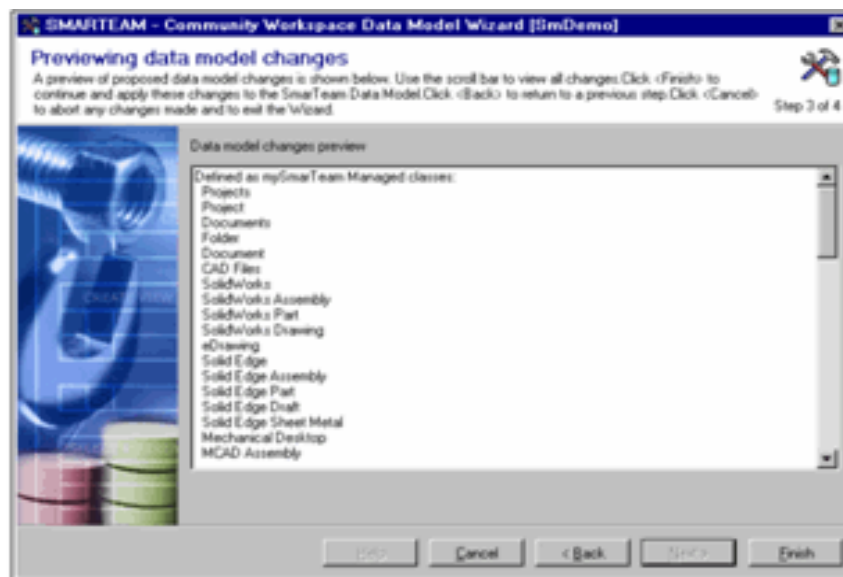 SMARTEAM - Community Workspace Data Model Wizard [SmDemo]
Previewing data model changes
A preview of proposed data model changes is shown below. Use the scroll bar to view all changes.Click <Finish> to
continue and apply these changes to the SmarTeam Data Model.Click <Back> to return to a previous step.Click <Cancel>
to abort any changes made and to exit the Wizard.
Step 3 of 4
Data model changes preview
Defined as mySmarTeam Managed classes:
Projects
Project
Documents
Folder
Document
CAD Files
SolidWorks
SolidWorks Assembly
SolidWorks Part
SolidWorks Drawing
eDrawing
Solid Edge
Solid Edge Assembly
Solid Edge Part
Solid Edge Draft
Solid Edge Sheet Metal
Mechanical Desktop
MCAD Assembly
Help
Cancel
< Back
Next >
Finish